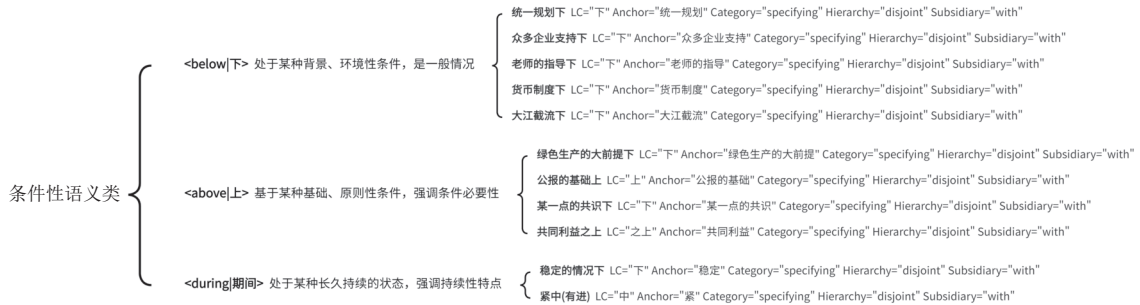 条件性语义类
<below|下> 处于某种背景、环境性条件，是一般情况
统一规划下 LC="下" Anchor="统一规划" Category="specifying" Hierarchy="disjoint" Subsidiary="with"
众多企业支持下 LC="下" Anchor="众多企业支持" Category="specifying" Hierarchy="disjoint" Subsidiary="with"
老师的指导下 LC="下" Anchor="老师的指导" Category="specifying" Hierarchy="disjoint" Subsidiary="with"
货币制度下 LC="下" Anchor="货币制度" Category="specifying" Hierarchy="disjoint" Subsidiary="with"
大江截流下 LC="下" Anchor="大江截流" Category="specifying" Hierarchy="disjoint" Subsidiary="with"
<above|上> 基于某种基础、原则性条件，强调条件必要性
绿色生产的大前提下 LC="下" Anchor="绿色生产的大前提" Category="specifying" Hierarchy="disjoint" Subsidiary="with"
公报的基础上 LC="上" Anchor="公报的基础" Category="specifying" Hierarchy="disjoint" Subsidiary="with"
某一点的共识下 LC="下" Anchor="某一点的共识" Category="specifying" Hierarchy="disjoint" Subsidiary="with"
共同利益之上 LC="之上" Anchor="共同利益" Category="specifying" Hierarchy="disjoint" Subsidiary="with"
<during|期间> 处于某种长久持续的状态，强调持续性特点
稳定的情况下 LC="下" Anchor="稳定" Category="specifying" Hierarchy="disjoint" Subsidiary="with"
紧中(有进) LC="中" Anchor="紧" Category="specifying" Hierarchy="disjoint" Subsidiary="with"